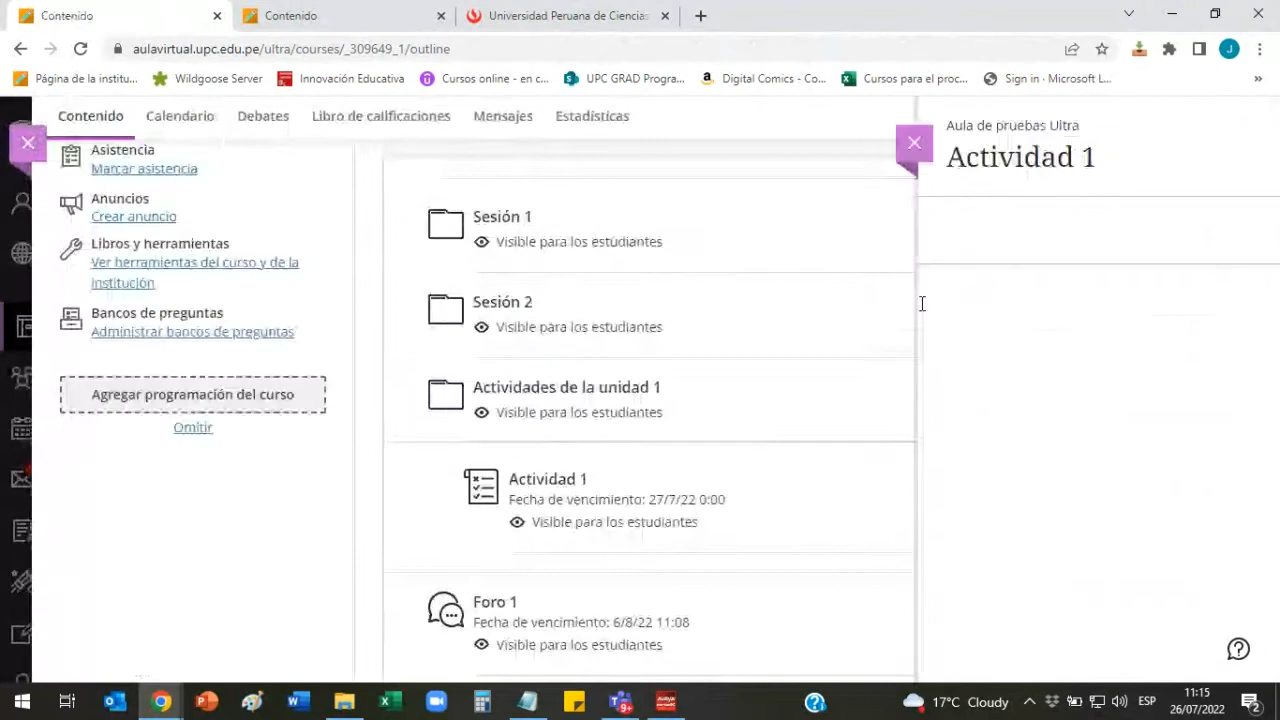 Contenido
Contenido
Universidad Peruana de Ciencias
aulavirtual.upc.edu.pe/ultra/courses/_309649_1/outline
J
Página de la institu...
Wildgoose Server
Innovación Educativa
Cursos online - en c...
UPC GRAD Progra...
Digital Comics - Co...
Cursos para el proc...
Sign in · Microsoft L...
»
Contenido
Calendario
Debates
Libro de calificaciones
Mensajes
Estadísticas
Asistencia
Marcar asistencia
Anuncios
Crear anuncio
Libros y herramientas
Ver herramientas del curso y de la
institución
Bancos de preguntas
Administrar bancos de preguntas
Agregar programación del curso
Omitir
Sesión 1
Visible para los estudiantes
Sesión 2
Visible para los estudiantes
Actividades de la unidad 1
Visible para los estudiantes
Actividad 1
Fecha de vencimiento: 27/7/22 0:00
Visible para los estudiantes
Foro 1
Fecha de vencimiento: 6/8/22 11:08
Visible para los estudiantes
Aula de pruebas Ultra
Actividad 1
17°C Cloudy
ESP
11:15
26/07/2022